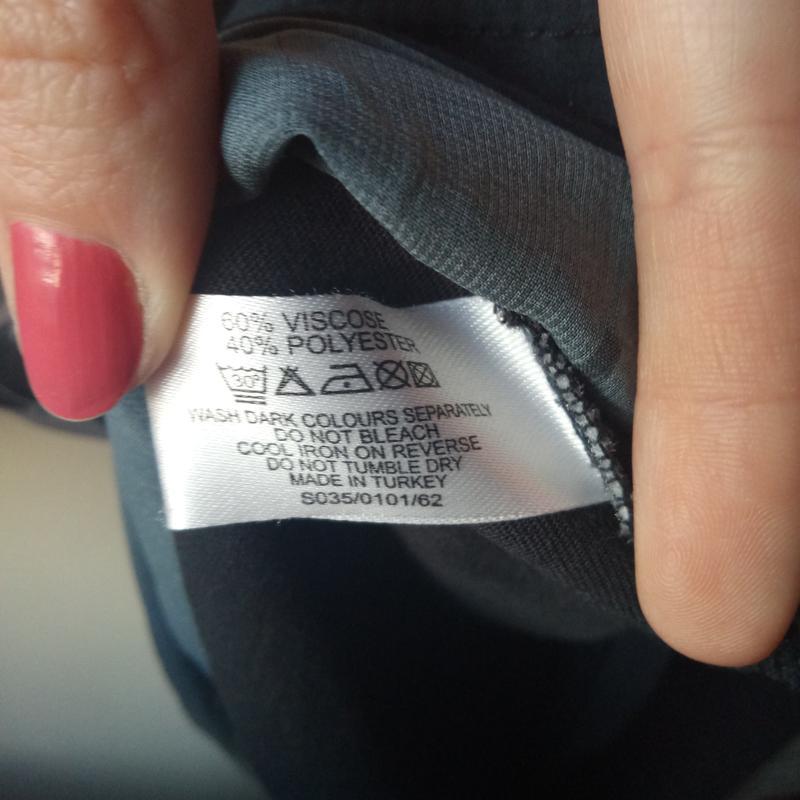 60% VISCOSE
40% POLYESTER
30°
WASH DARK COLOURS SEPARATELY
DO NOT BLEACH
COOL IRON ON REVERSE
DO NOT TUMBLE DRY
MADE IN TURKEY
S035/0101/62